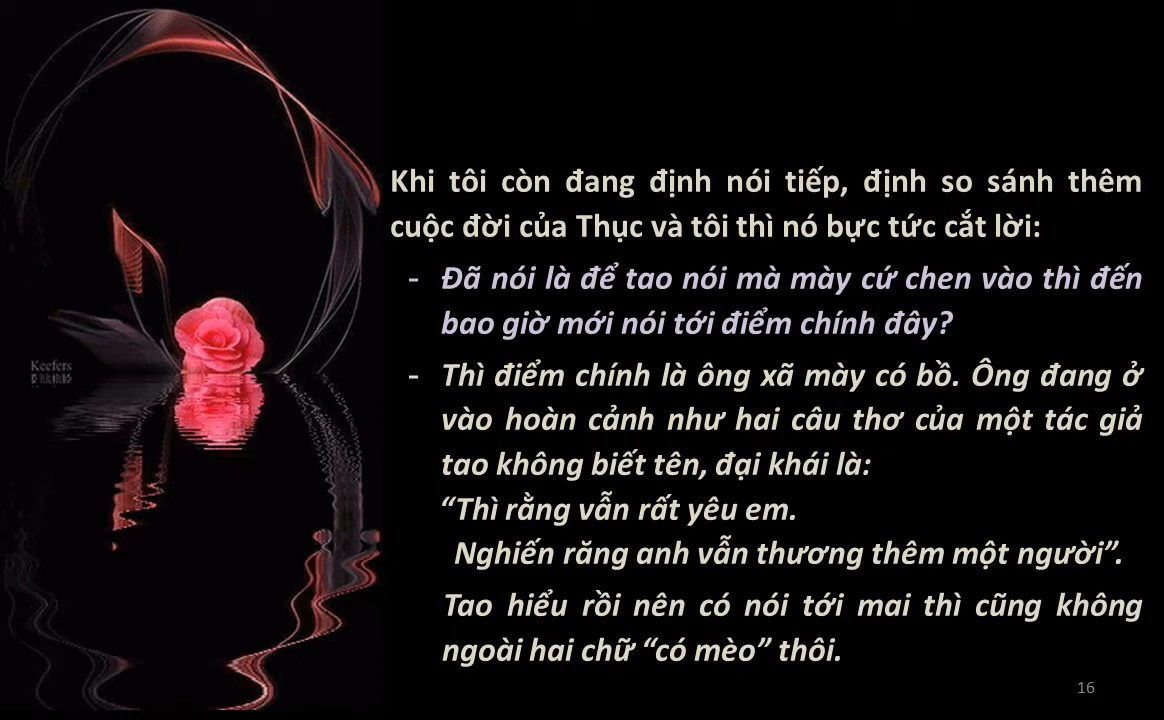 Khi tôi còn đang định nói tiếp, định so sánh thêm
cuộc đời của Thục và tôi thì nó bực tức cắt lời:
- Đã nói là để tao nói mà mày cứ chen vào thì đến
bao giờ mới nói tới điểm chính đây?
- Thì điểm chính là ông xã mày có bồ. Ông đang ở
vào hoàn cảnh như hai câu thơ của một tác giả
tao không biết tên, đại khái là:
“Thì rằng vẫn rất yêu em.
Nghiến răng anh vẫn thương thêm một người”.
Tao hiểu rồi nên có nói tới mai thì cũng không
ngoài hai chữ “có mèo” thôi.
Keefers
16